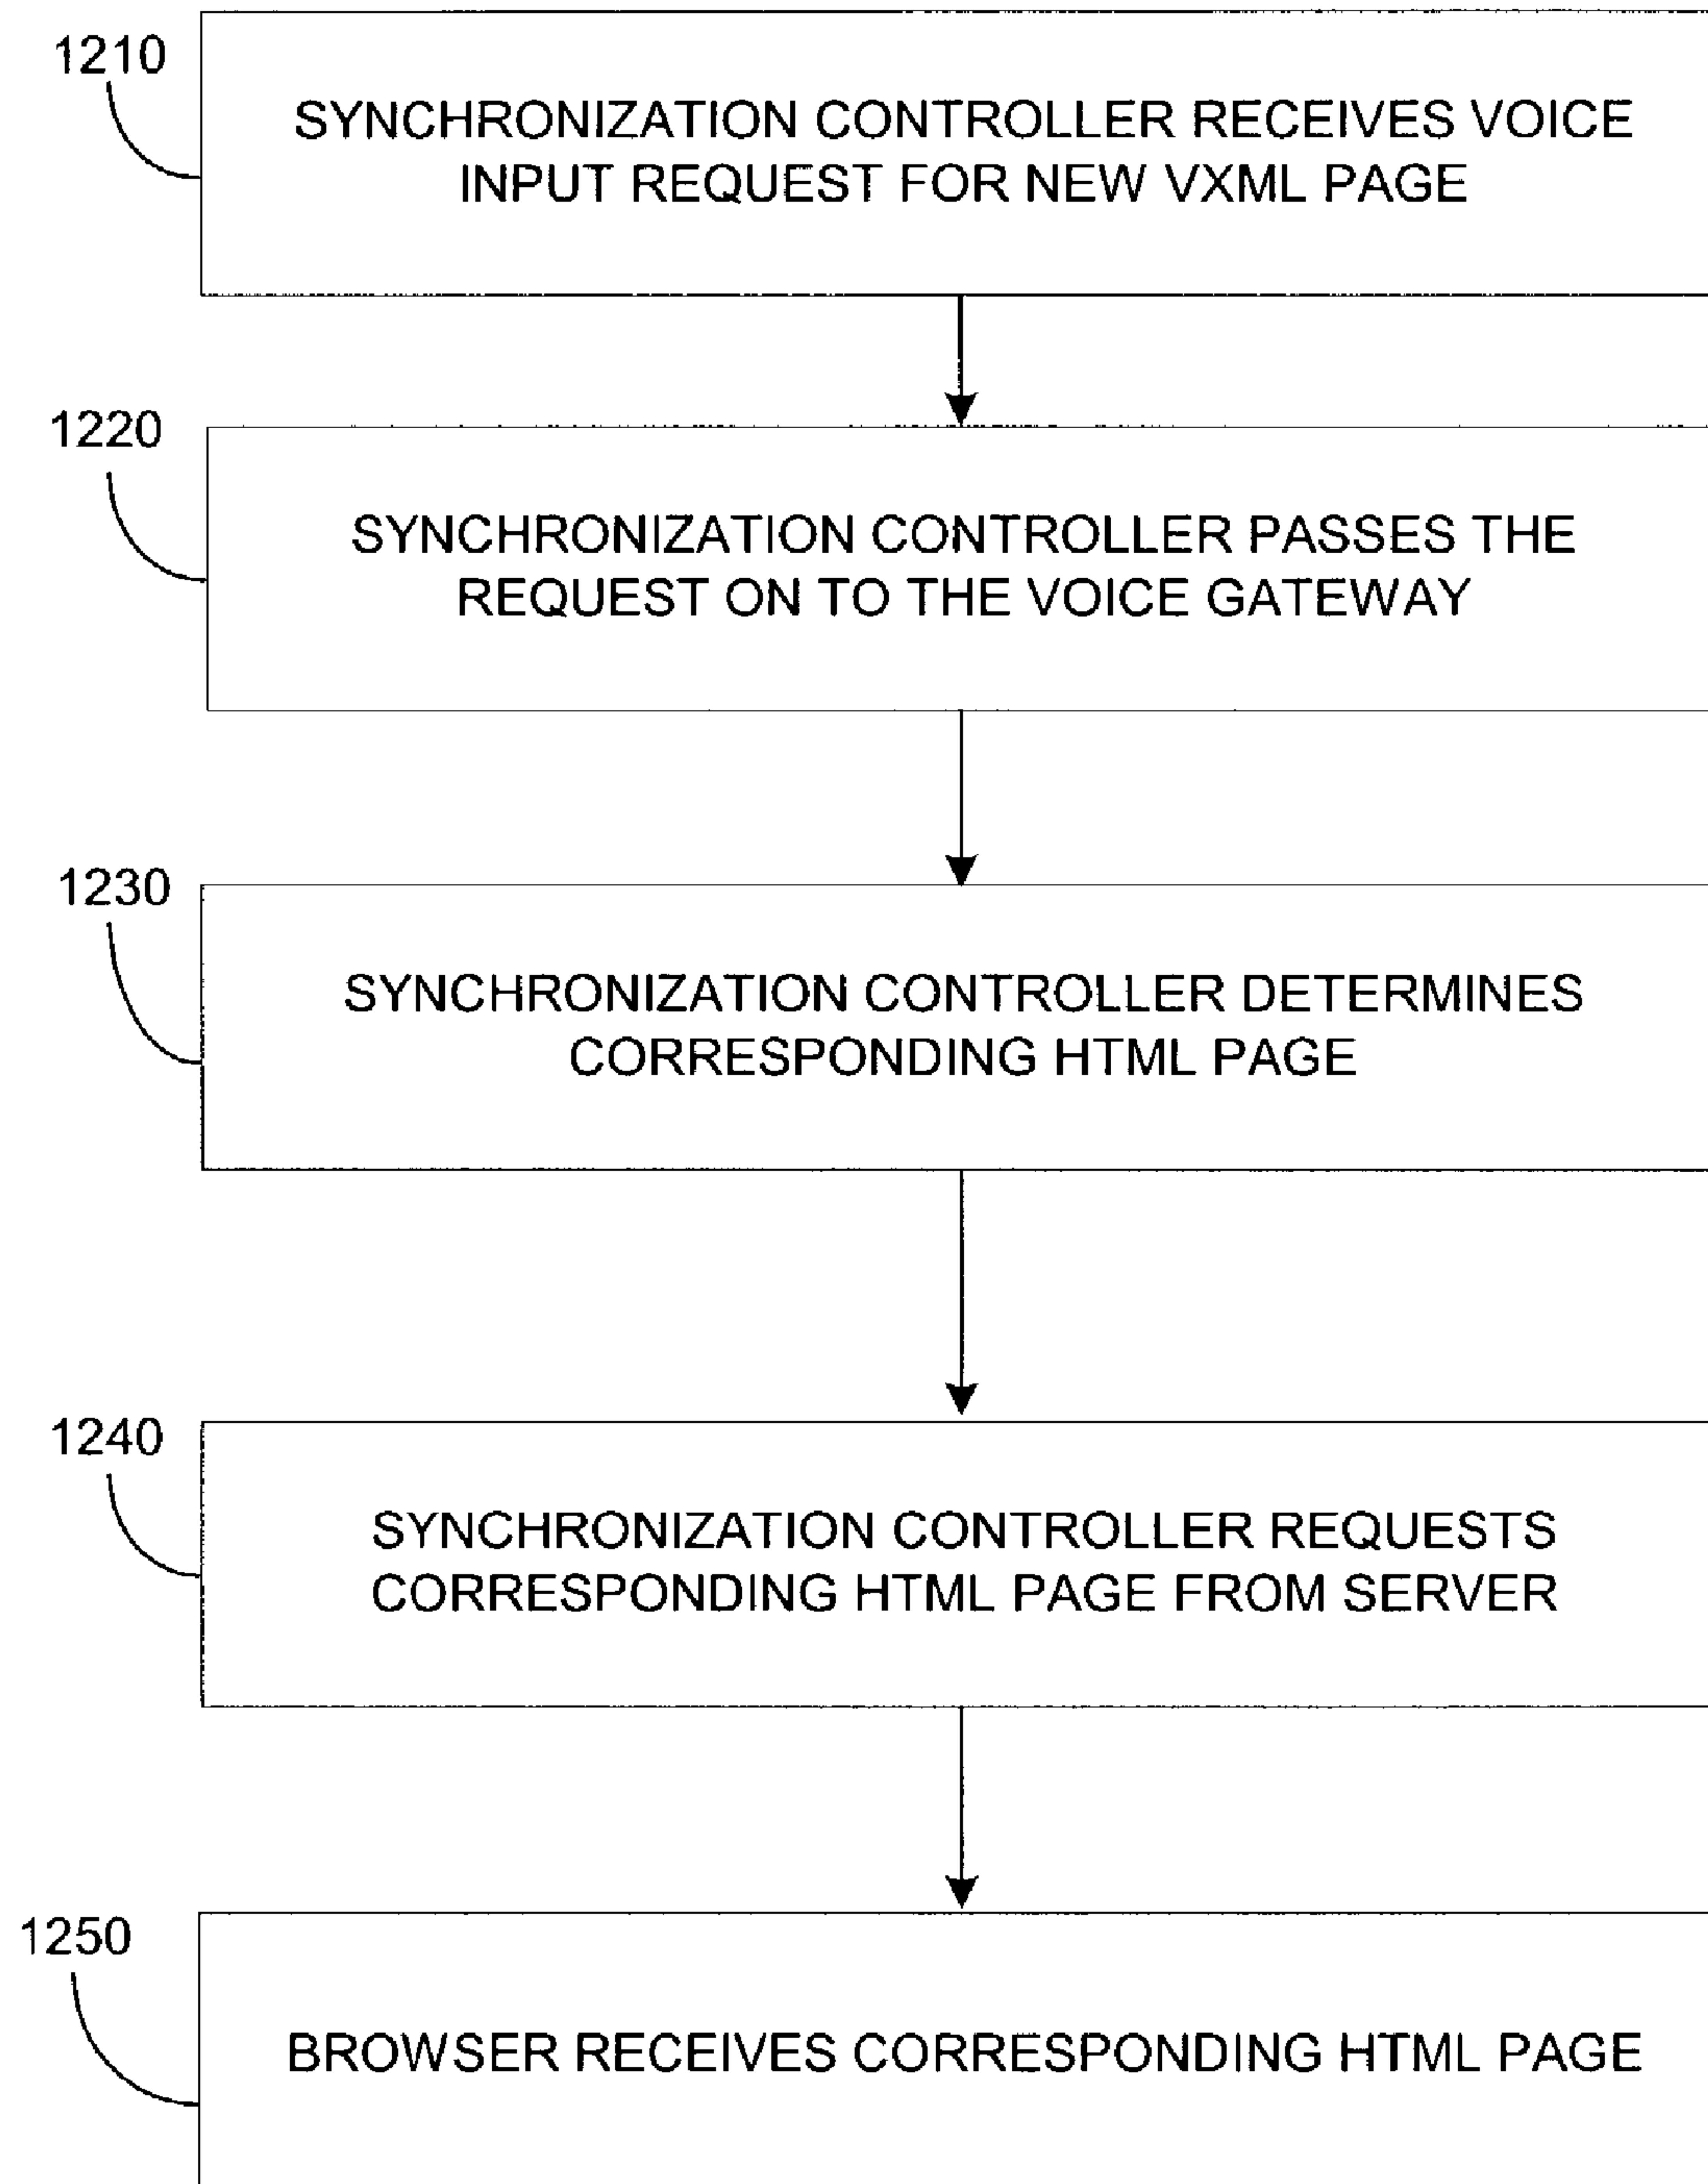 1210
SYNCHRONIZATION CONTROLLER RECEIVES VOICE
INPUT REQUEST FOR NEW VXML PAGE
1220
SYNCHRONIZATION CONTROLLER PASSES THE
REQUEST ON TO THE VOICE GATEWAY
1230
SYNCHRONIZATION CONTROLLER DETERMINES
CORRESPONDING HTML PAGE
1240
SYNCHRONIZATION CONTROLLER REQUESTS
CORRESPONDING HTML PAGE FROM SERVER
1250
BROWSER RECEIVES CORRESPONDING HTML PAGE